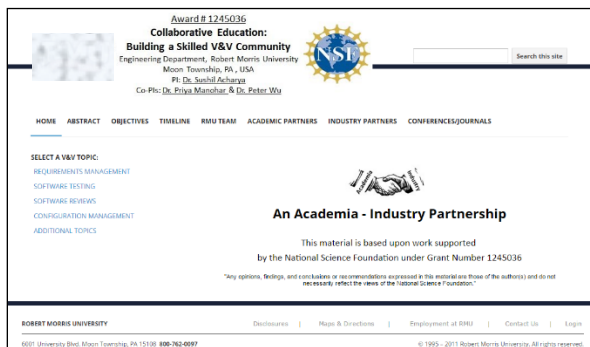 Award # 1245036
Collaborative Education:
Building a Skilled V&V Community
Engineering Department, Robert Morris University
Moon Township, PA , USA
PI: Dr. Sushil Acharya
Co-PIs: Dr. Priya Manohar & Dr. Peter Wu
NSF
Search this site
HOME ABSTRACT OBJECTIVES TIMELINE RMU TEAM ACADEMIC PARTNERS INDUSTRY PARTNERS CONFERENCES/JOURNALS
SELECT A V&V TOPIC:
REQUIREMENTS MANAGEMENT
SOFTWARE TESTING
SOFTWARE REVIEWS
CONFIGURATION MANAGEMENT
ADDITIONAL TOPICS
Academia Industry
An Academia - Industry Partnership
This material is based upon work supported
by the National Science Foundation under Grant Number 1245036
"Any opinions, findings, and conclusions or recommendations expressed in this material are those of the author(s) and do not
necessarily reflect the views of the National Science Foundation."
ROBERT MORRIS UNIVERSITY Disclosures | Maps & Directions | Employment at RMU | Contact Us | Login
6001 University Blvd. Moon Township, PA 15108 800-762-0097 © 1995 - 2011 Robert Morris University. All rights reserved.